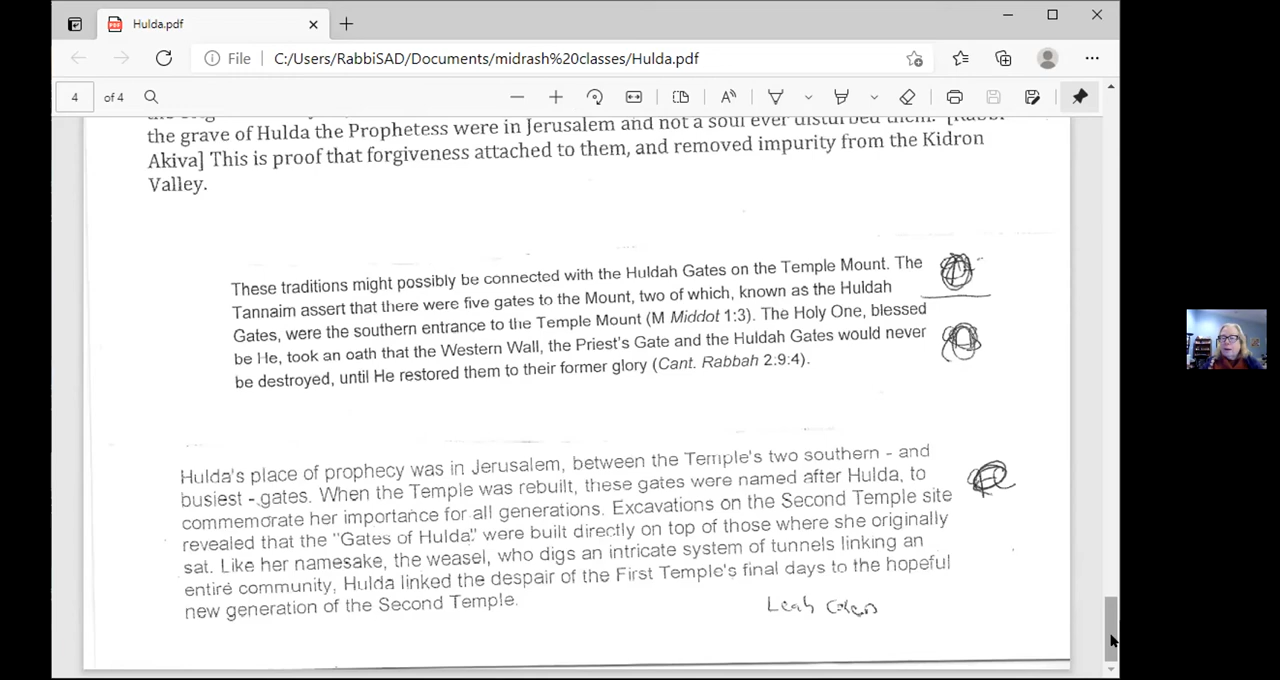 Hulda.pdf
File
C:/Users/RabbiSAD/Documents/midrash%20classes/Hulda.pdf
4
of 4
the grave of Hulda the Prophetess were in Jerusalem and not a soul ever disturbed them. [Rabbi
Akiva] This is proof that forgiveness attached to them, and removed impurity from the Kidron
Valley.
These traditions might possibly be connected with the Huldah Gates on the Temple Mount. The
Tannaim assert that there were five gates to the Mount, two of which, known as the Huldah
Gates, were the southern entrance to the Temple Mount (M Middot 1:3). The Holy One, blessed
be He, took an oath that the Western Wall, the Priest's Gate and the Huldah Gates would never
be destroyed, until He restored them to their former glory (Cant. Rabbah 2:9:4).
Hulda's place of prophecy was in Jerusalem, between the Temple's two southern - and
busiest - gates. When the Temple was rebuilt, these gates were named after Hulda, to
commemorate her importance for all generations. Excavations on the Second Temple site
revealed that the "Gates of Hulda" were built directly on top of those where she originally
sat. Like her namesake, the weasel, who digs an intricate system of tunnels linking an
entire community, Hulda linked the despair of the First Temple's final days to the hopeful
new generation of the Second Temple.
Leah